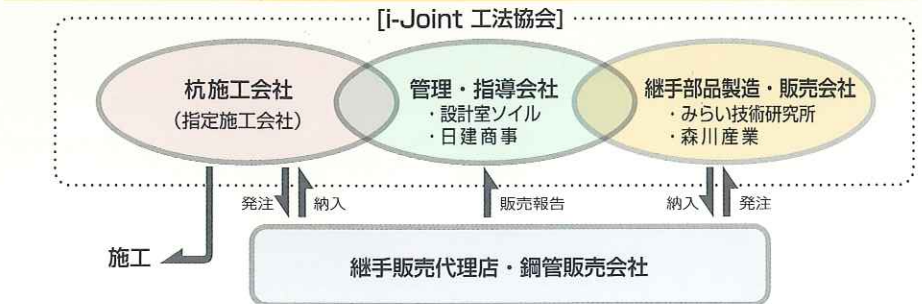 [i-Joint 工法協会]
杭施工会社
(指定施工会社)
管理・指導会社
・設計室ソイル
・日建商事
継手部品製造・販売会社
・みらい技術研究所
・森川産業
発注
納入
販売報告
納入
発注
施工
継手販売代理店・鋼管販売会社